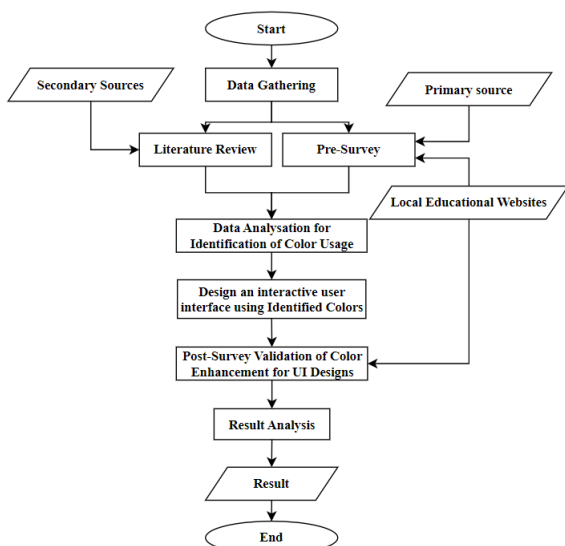 Start
Secondary Sources
Data Gathering
Primary source
Literature Review
Pre-Survey
Local Educational Websites
Data Analysation for
Identification of Color Usage
Design an interactive user
interface using Identified Colors
Post-Survey Validation of Color
Enhancement for UI Designs
Result Analysis
Result
End